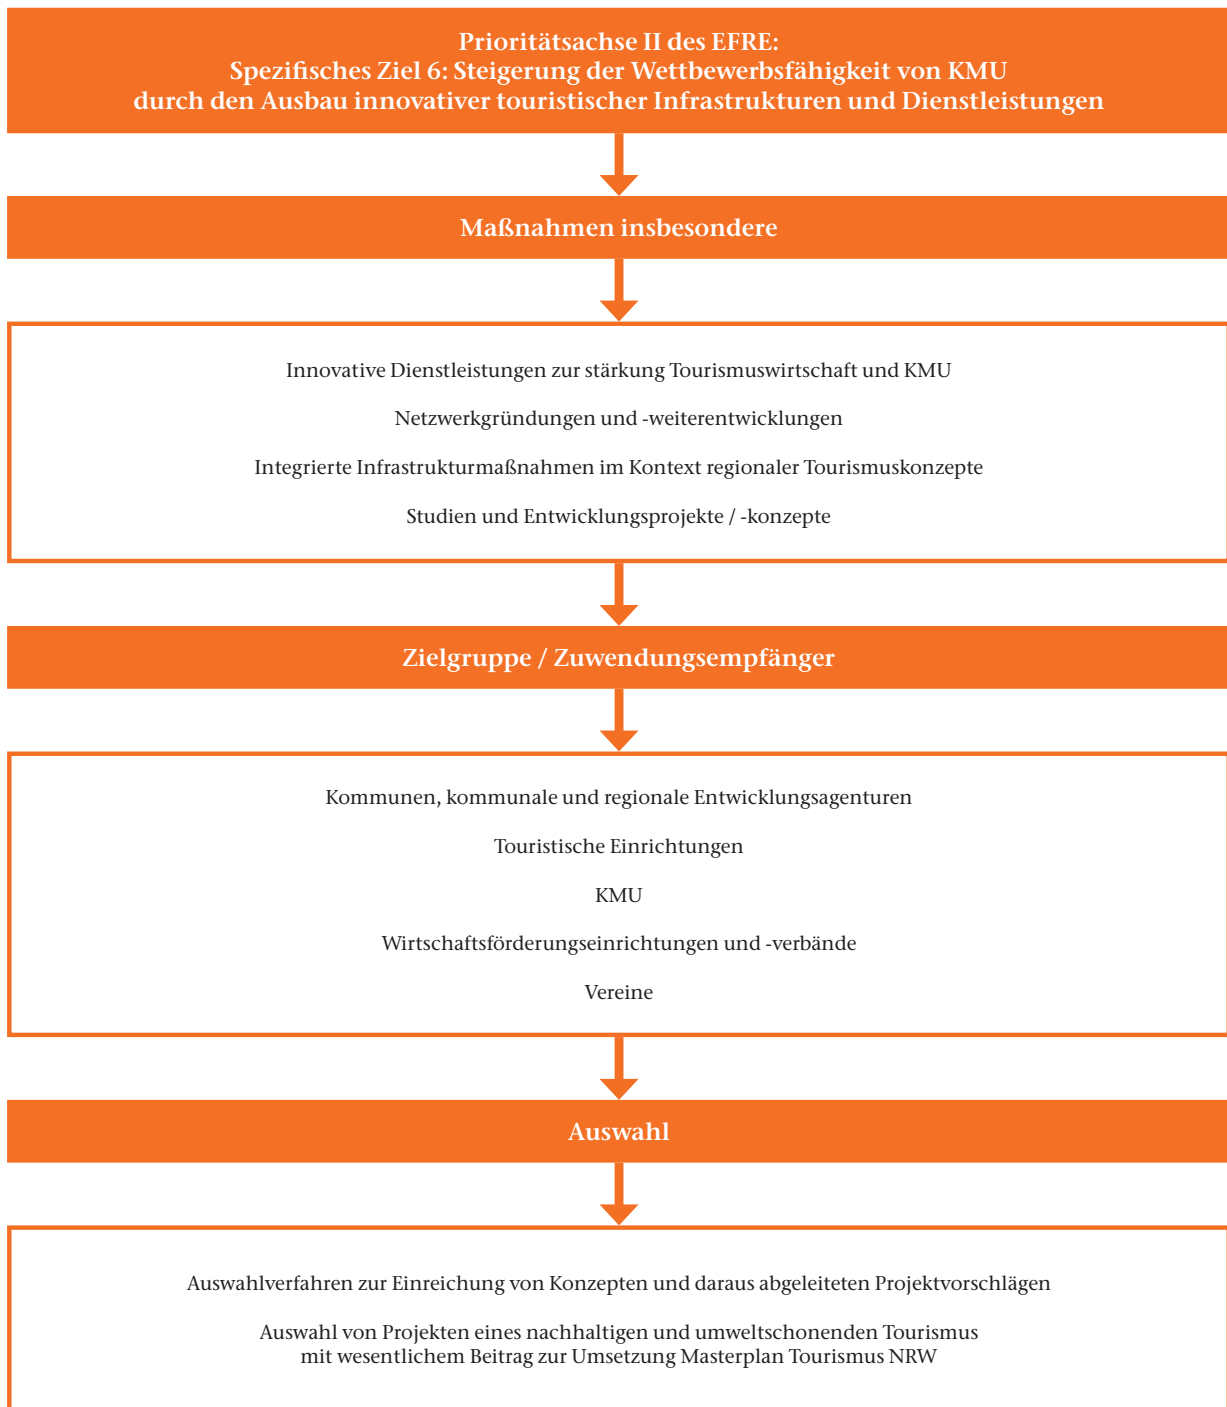 Prioritätsachse II des EFRE:
Spezifisches Ziel 6: Steigerung der Wettbewerbsfähigkeit von KMU
durch den Ausbau innovativer touristischer Infrastrukturen und Dienstleistungen
Maßnahmen insbesondere
Innovative Dienstleistungen zur stärkung Tourismuswirtschaft und KMU
Netzwerkgründungen und -weiterentwicklungen
Integrierte Infrastrukturmaßnahmen im Kontext regionaler Tourismuskonzepte
Studien und Entwicklungsprojekte / -konzepte
Zielgruppe / Zuwendungsempfänger
Kommunen, kommunale und regionale Entwicklungsagenturen
Touristische Einrichtungen
KMU
Wirtschaftsförderungseinrichtungen und -verbände
Vereine
Auswahl
Auswahlverfahren zur Einreichung von Konzepten und daraus abgeleiteten Projektvorschlägen
Auswahl von Projekten eines nachhaltigen und umweltschonenden Tourismus
mit wesentlichem Beitrag zur Umsetzung Masterplan Tourismus NRW